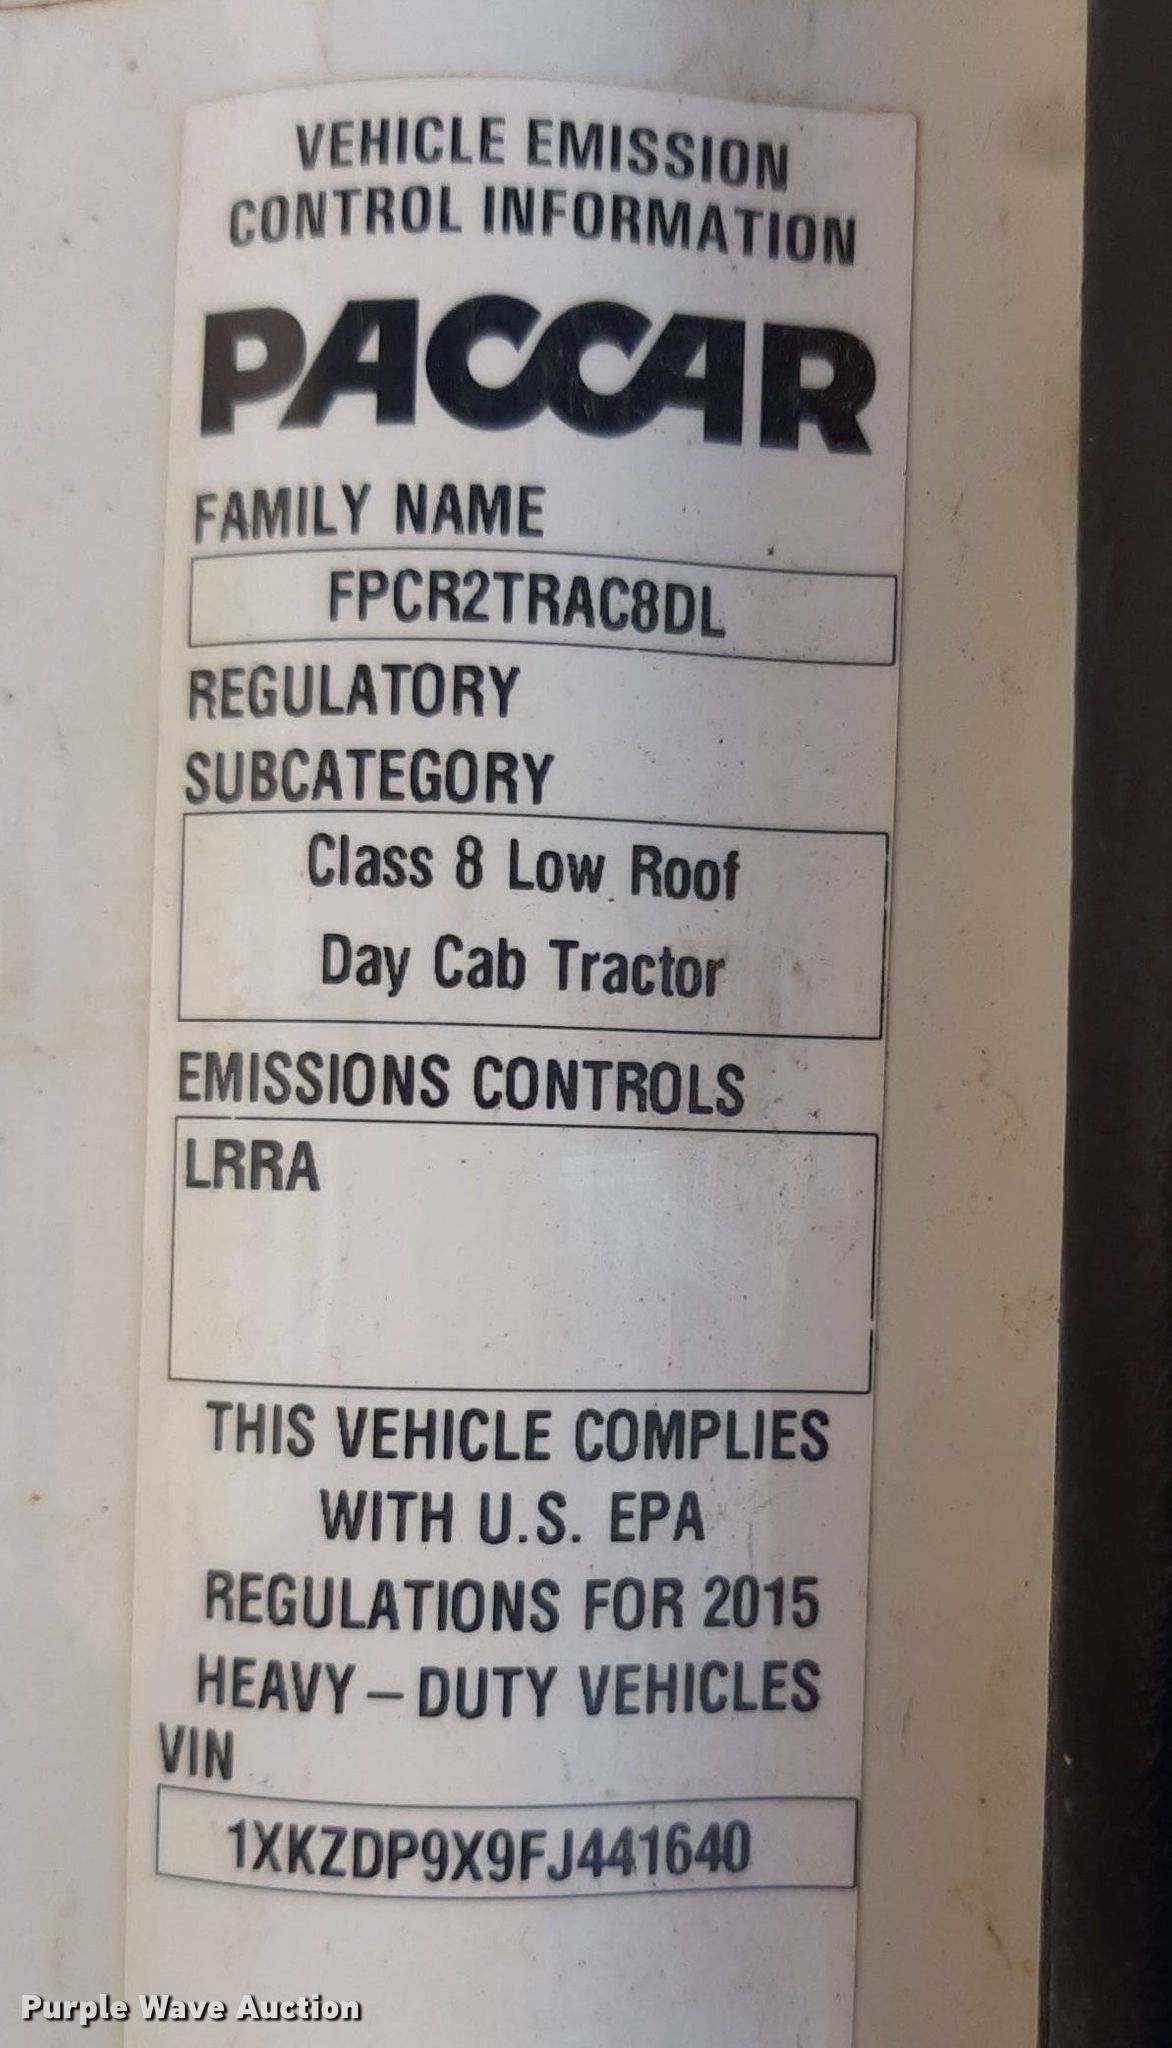 VEHICLE EMISSION
CONTROL INFORMATION
PACCAR
FAMILY NAME
FPCR2TRAC8DL
REGULATORY
SUBCATEGORY
Class 8 Low Roof
Day Cab Tractor
EMISSIONS CONTROLS
LRRA
THIS VEHICLE COMPLIES
WITH U.S. EPA
REGULATIONS FOR 2015
HEAVY – DUTY VEHICLES
VIN
1XKZDP9X9FJ441640
Purple Wave Auction